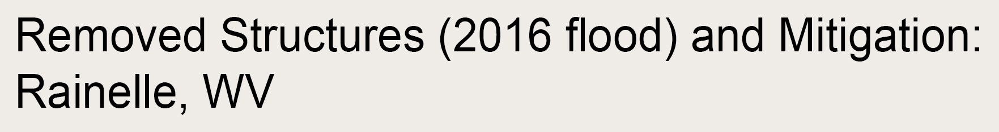 Removed Structures (2016 flood) and Mitigation:
Rainelle, WV